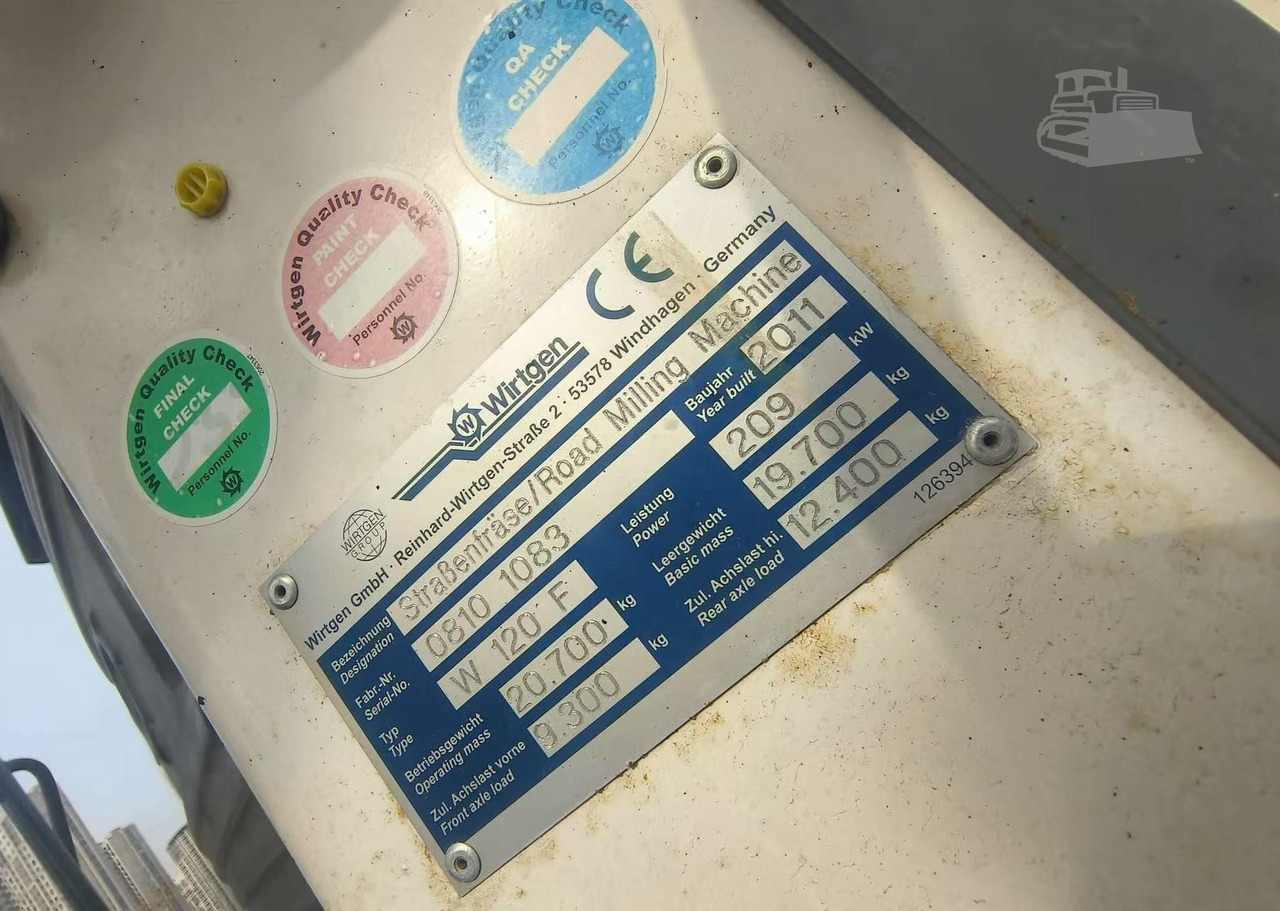 Wirtgen Quality Check
QA
CHECK
Personnel No.
Wirtgen Quality Check
PAINT
CHECK
Personnel No.
Wirtgen Quality Check
FINAL
CHECK
Personnel No.
Wirtgen
CE
WIRTGEN
GROUP
Wirtgen GmbH · Reinhard-Wirtgen-Straße 2 · 53578 Windhagen · Germany
Bezeichnung
Designation
Straßenfräse/Road Milling Machine
Fabr.-Nr.
Serial-No.
0810 1083
Baujahr
Year built
2011
Typ
Type
W 120 F
Leistung
Power
209 kW
Betriebsgewicht
Operating mass
20.700 kg
Leergewicht
Basic mass
19.700 kg
Zul. Achslast vorne
Front axle load
9.300 kg
Zul. Achslast hi.
Rear axle load
12.400 kg
126394
TM